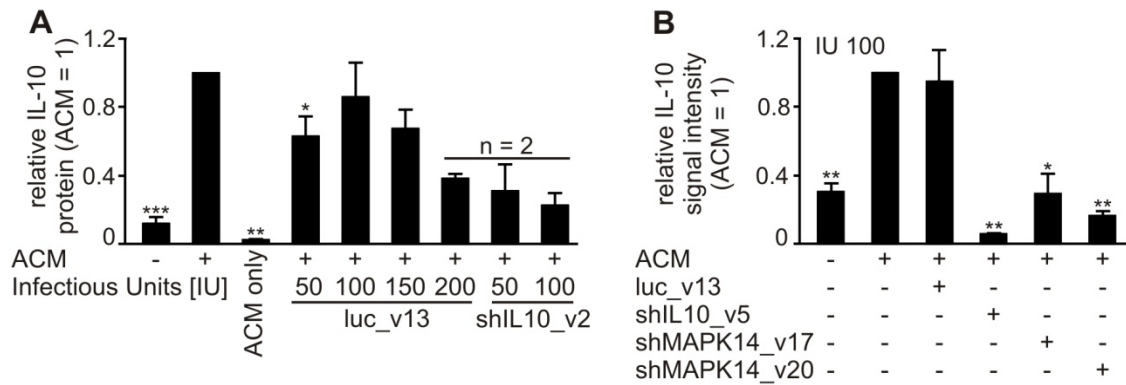 A
relative IL-10
protein (ACM = 1)
1.2
0.8
0.4
0
***
**
*
n = 2
ACM - + ACM only + + + + + +
Infectious Units [IU] 50 100 150 200 50 100
luc_v13 shIL10_v2
B
relative IL-10
signal intensity
(ACM = 1)
1.2
0.8
0.4
0
IU 100
**
**
*
**
ACM - + + + + +
luc_v13 - - + - - -
shIL10_v5 - - - + - -
shMAPK14_v17 - - - - + -
shMAPK14_v20 - - - - - +